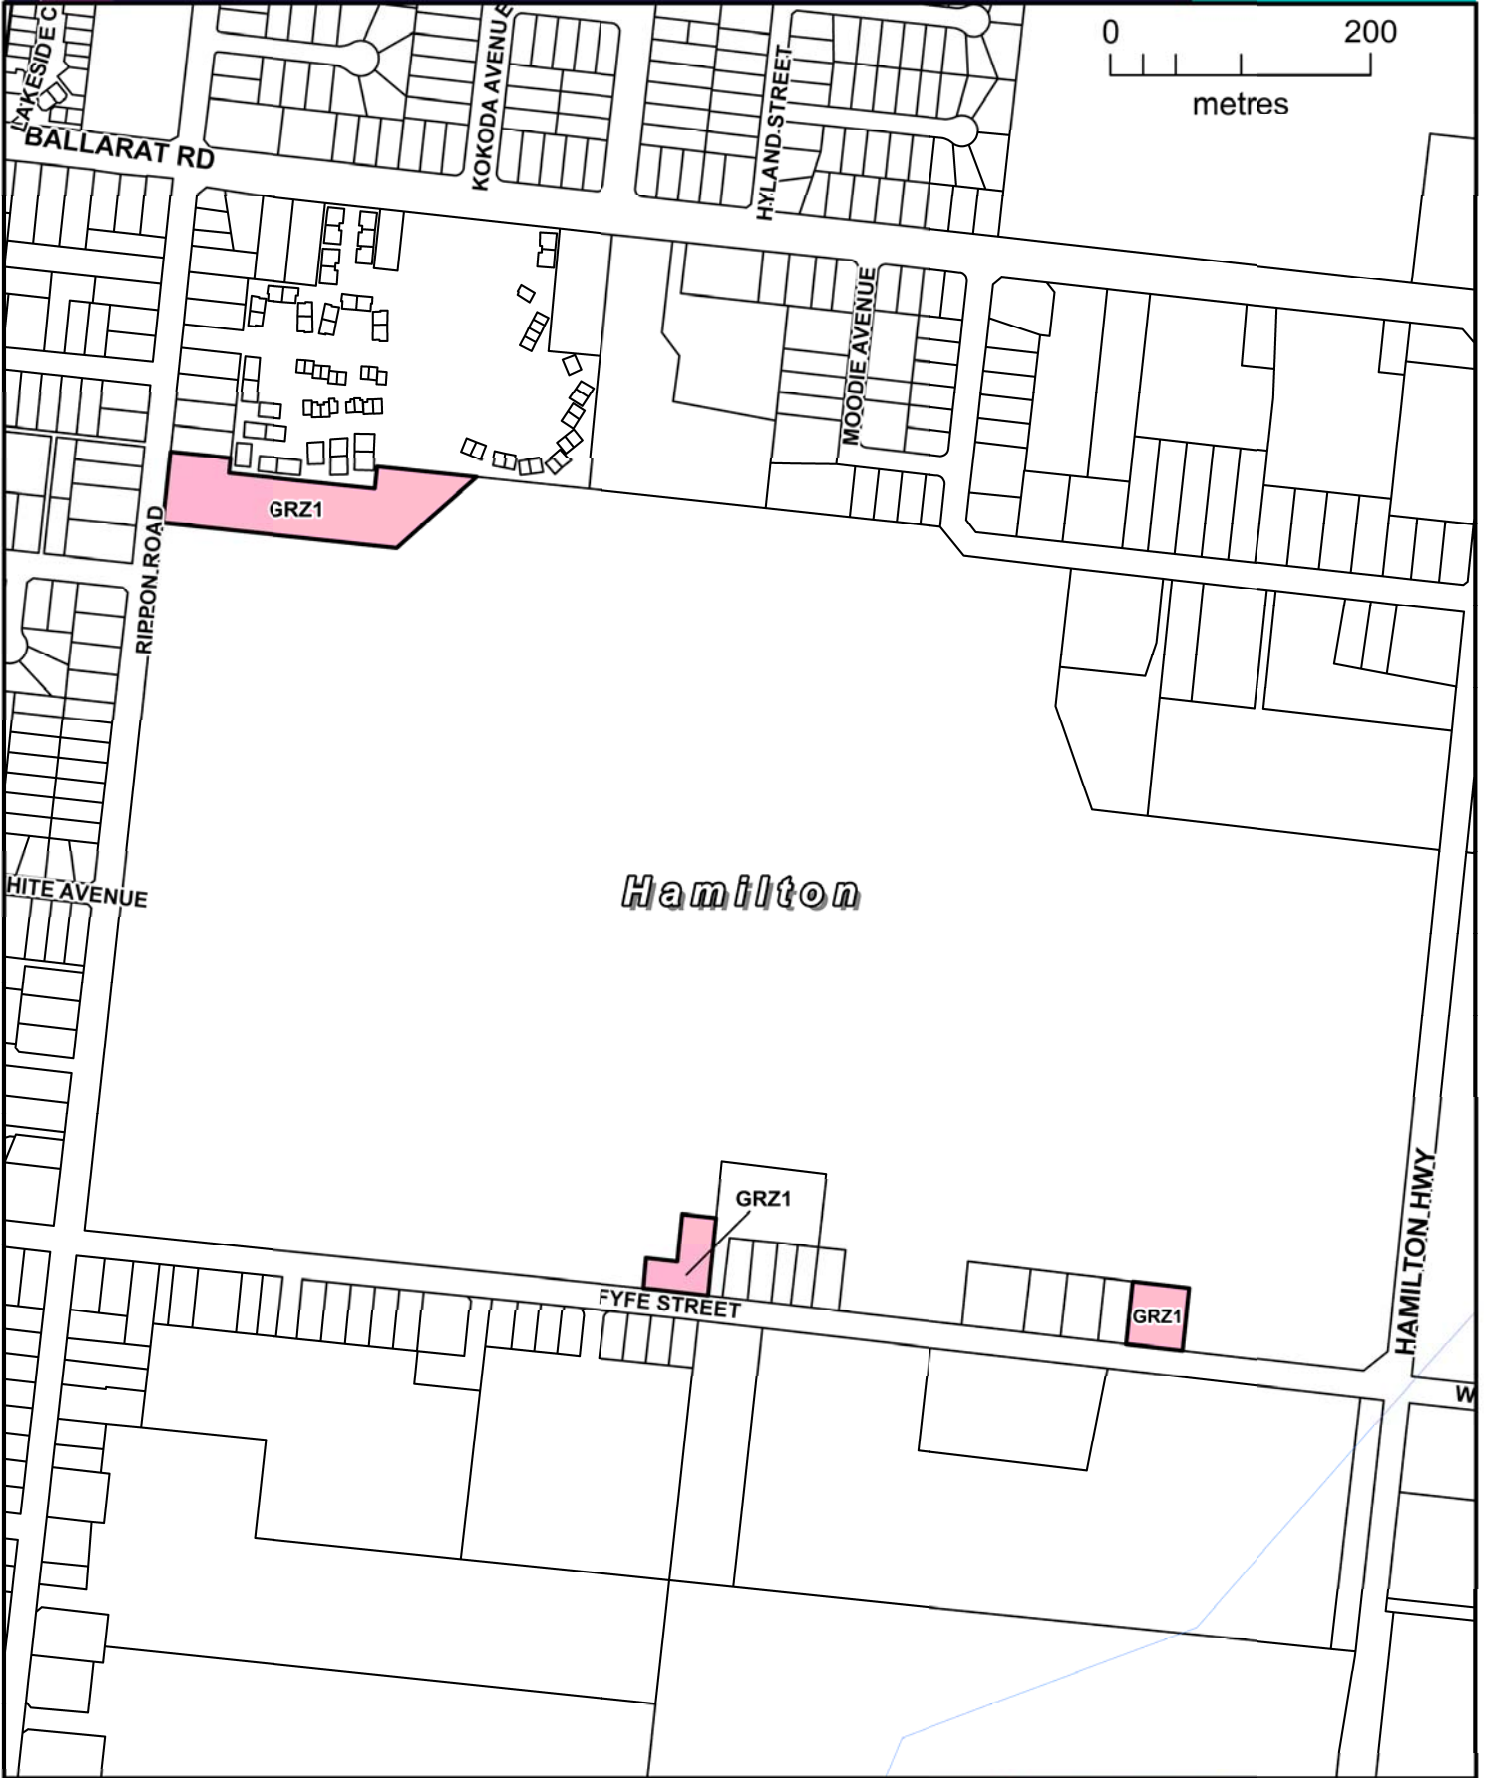 LAKESIDE C
KOKODA AVENUE
HYLAND STREET
0 200
metres
BALLARAT RD
MOODIE AVENUE
GRZ1
RIPPON ROAD
HITE AVENUE
Hamilton
GRZ1
FYFE STREET
GRZ1
HAMILTON HWY
W